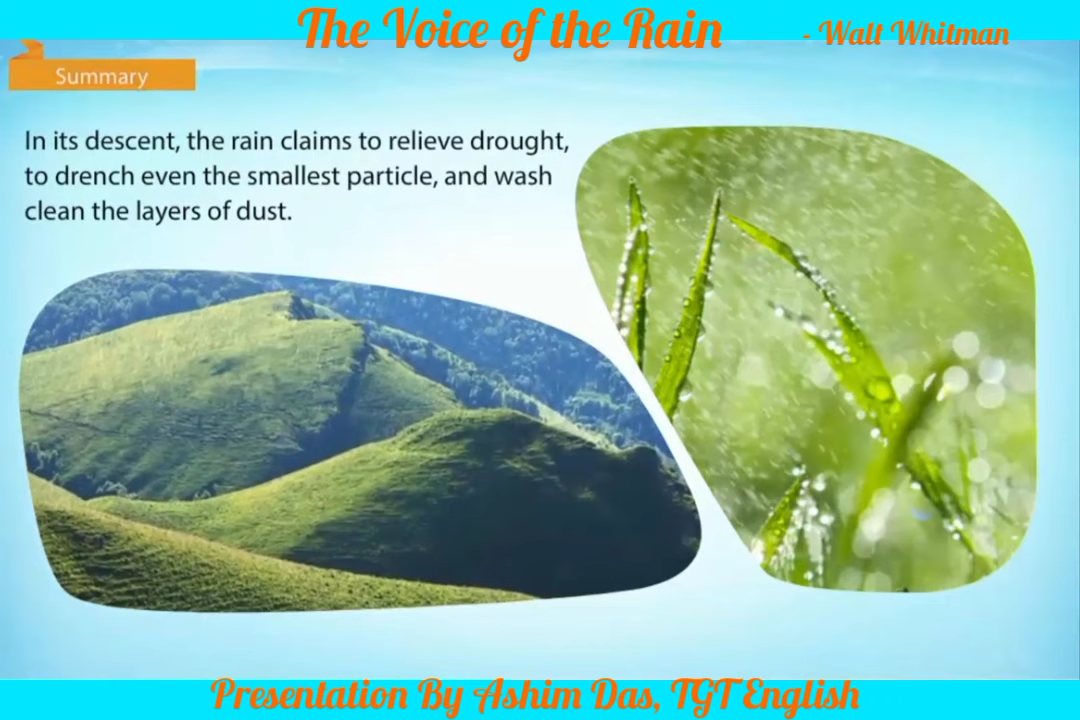 The Voice of the Rain - Walt Whitman
Summary
In its descent, the rain claims to relieve drought,
to drench even the smallest particle, and wash
clean the layers of dust.
Presentation By Ashim Das, TGT English